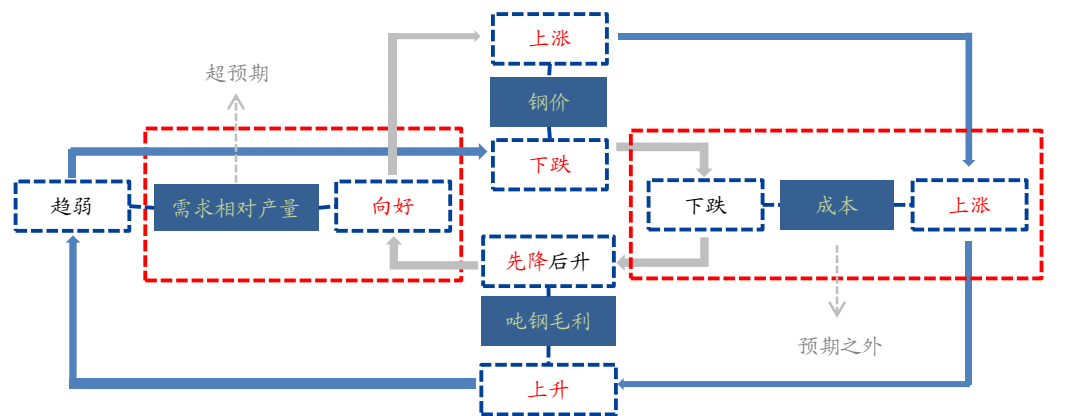 上涨
超预期
钢价
下跌
趋弱
需求相对产量
向好
下跌
成本
上涨
先降后升
吨钢毛利
预期之外
上升